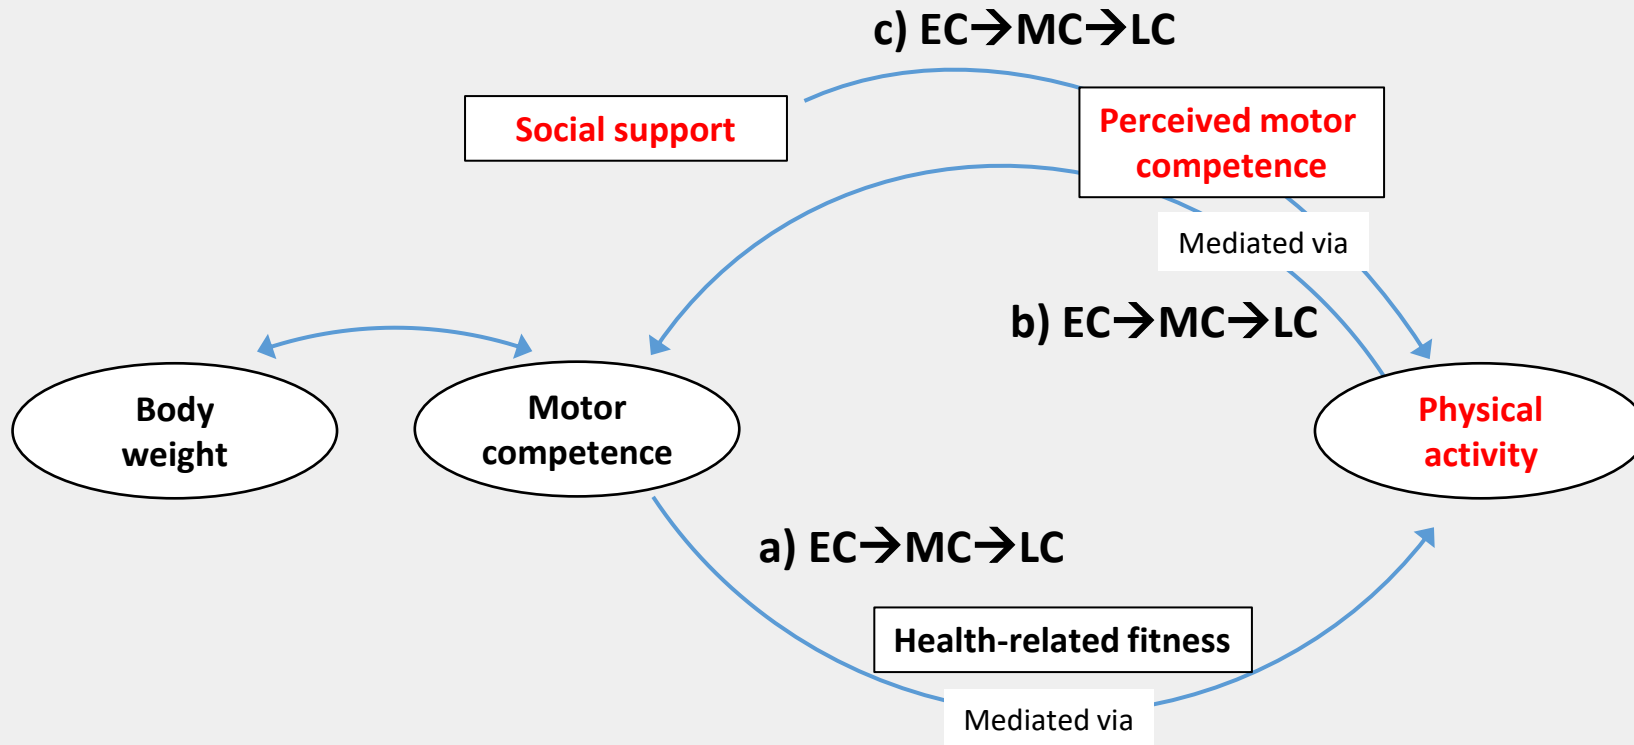 c) EC→MC→LC
Social support
Perceived motor
competence
Mediated via
b) EC→MC→LC
Body
weight
Motor
competence
Physical
activity
a) EC→MC→LC
Health-related fitness
Mediated via